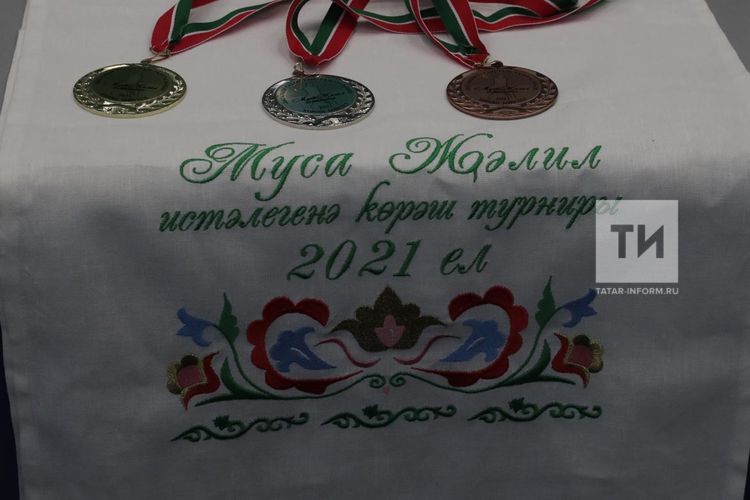 Муса Җәлил
истәлегенә көрәш турниры
2021 ел
ТИ
TATAR-INFORM.RU